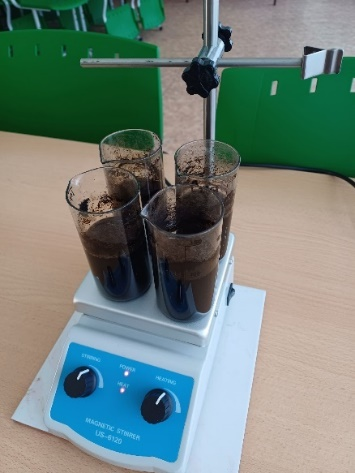 STIRRING
POWER
HEATING
HEAT
MAGNETIC STIRRER
US-6120